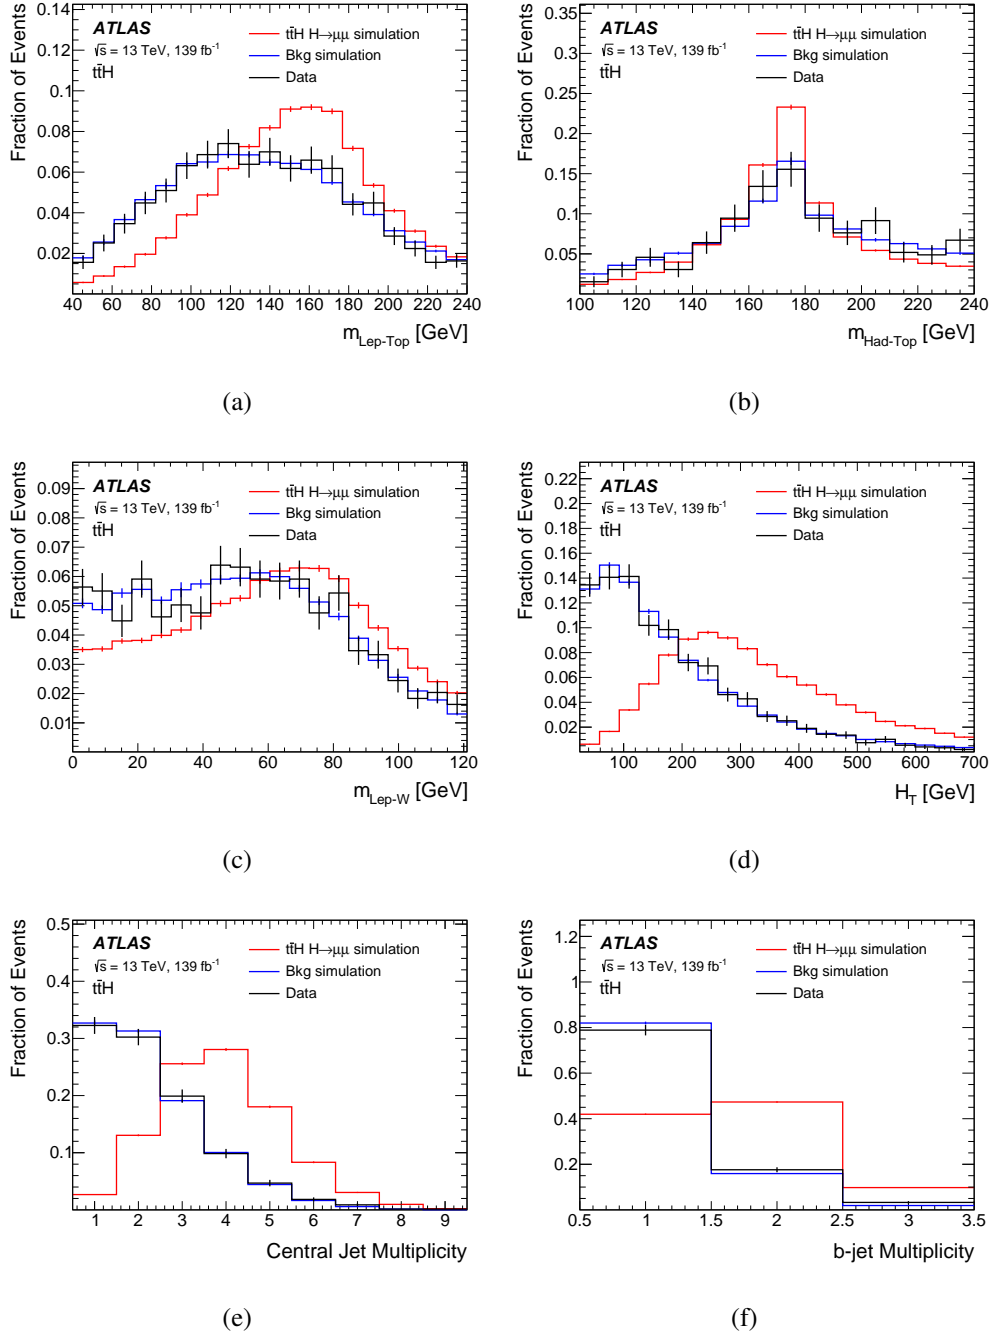 0.14
0.12
0.1
0.08
0.06
0.04
0.02
Fraction of Events
ATLAS
√s = 13 TeV, 139 fb⁻¹
tt̄H
tt̄H H→μμ simulation
Bkg simulation
Data
40 60 80 100 120 140 160 180 200 220 240
m_Lep-Top [GeV]
(a)
0.35
0.3
0.25
0.2
0.15
0.1
0.05
Fraction of Events
ATLAS
√s = 13 TeV, 139 fb⁻¹
tt̄H
tt̄H H→μμ simulation
Bkg simulation
Data
100 120 140 160 180 200 220 240
m_Had-Top [GeV]
(b)
0.09
0.08
0.07
0.06
0.05
0.04
0.03
0.02
0.01
Fraction of Events
ATLAS
√s = 13 TeV, 139 fb⁻¹
tt̄H
tt̄H H→μμ simulation
Bkg simulation
Data
0 20 40 60 80 100 120
m_Lep-W [GeV]
(c)
0.22
0.2
0.18
0.16
0.14
0.12
0.1
0.08
0.06
0.04
0.02
Fraction of Events
ATLAS
√s = 13 TeV, 139 fb⁻¹
tt̄H
tt̄H H→μμ simulation
Bkg simulation
Data
100 200 300 400 500 600 700
H_T [GeV]
(d)
0.5
0.4
0.3
0.2
0.1
Fraction of Events
ATLAS
√s = 13 TeV, 139 fb⁻¹
tt̄H
tt̄H H→μμ simulation
Bkg simulation
Data
1 2 3 4 5 6 7 8 9
Central Jet Multiplicity
(e)
1.2
1
0.8
0.6
0.4
0.2
Fraction of Events
ATLAS
√s = 13 TeV, 139 fb⁻¹
tt̄H
tt̄H H→μμ simulation
Bkg simulation
Data
0.5 1 1.5 2 2.5 3 3.5
b-jet Multiplicity
(f)